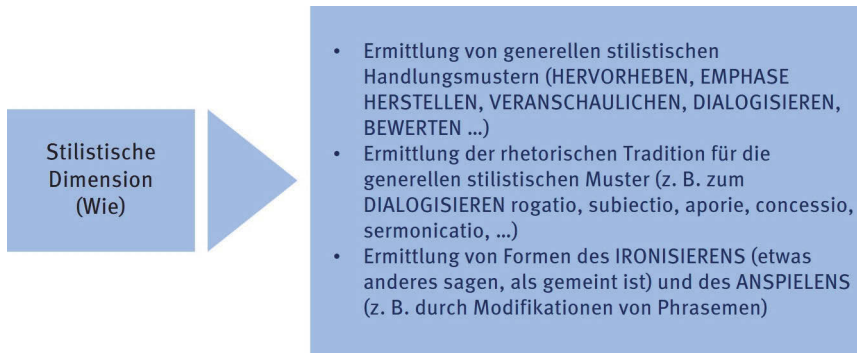 Stilistische
Dimension
(Wie)
• Ermittlung von generellen stilistischen
Handlungsmustern (HERVORHEBEN, EMPHASE
HERSTELLEN, VERANSCHAULICHEN, DIALOGISIEREN,
BEWERTEN ...)
• Ermittlung der rhetorischen Tradition für die
generellen stilistischen Muster (z. B. zum
DIALOGISIEREN rogatio, subiectio, aporie, concessio,
sermonicatio, ...)
• Ermittlung von Formen des IRONISIERENS (etwas
anderes sagen, als gemeint ist) und des ANSPIELENS
(z. B. durch Modifikationen von Phrasemen)